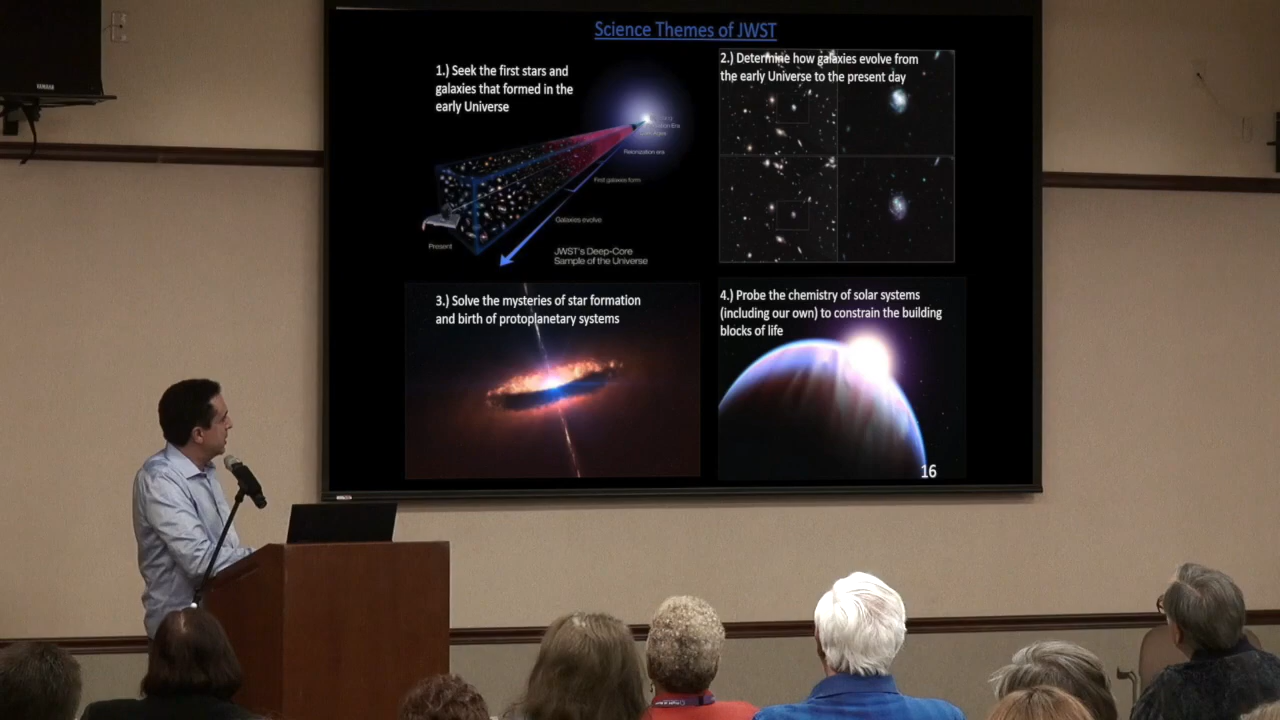 Science Themes of JWST
1.) Seek the first stars and
galaxies that formed in the
early Universe
Reionization era
First galaxies form
Galaxies evolve
Present
JWST's Deep-Core
Sample of the Universe
2.) Determine how galaxies evolve from
the early Universe to the present day
3.) Solve the mysteries of star formation
and birth of protoplanetary systems
4.) Probe the chemistry of solar systems
(including our own) to constrain the building
blocks of life
16
YAMAHA